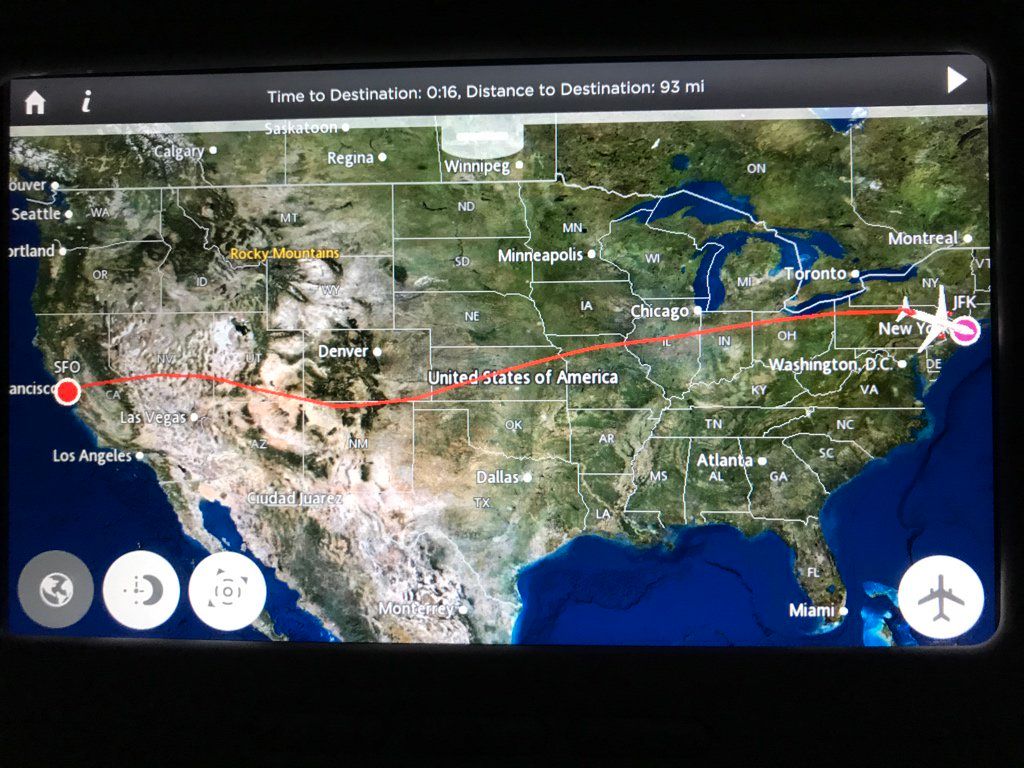 i
Time to Destination: 0:16, Distance to Destination: 93 mi
Saskatoon
Calgary
Regina
Winnipeg
ON
ouver
Seattle
WA
MT
ND
MN
Montreal
ortland
Rocky Mountains
OR
ID
WY
SD
Minneapolis
WI
MI
Toronto
NY
VT
NE
IA
Chicago
JFK
New Yo
SFO
NV
UT
Denver
IL
IN
OH
Washington, D.C.
DE
ancisco
CA
United States of America
KY
VA
Las Vegas
AZ
NM
OK
AR
TN
NC
Los Angeles
SC
Atlanta
Dallas
MS
AL
GA
Ciudad Juarez
TX
LA
FL
Monterrey
Miami